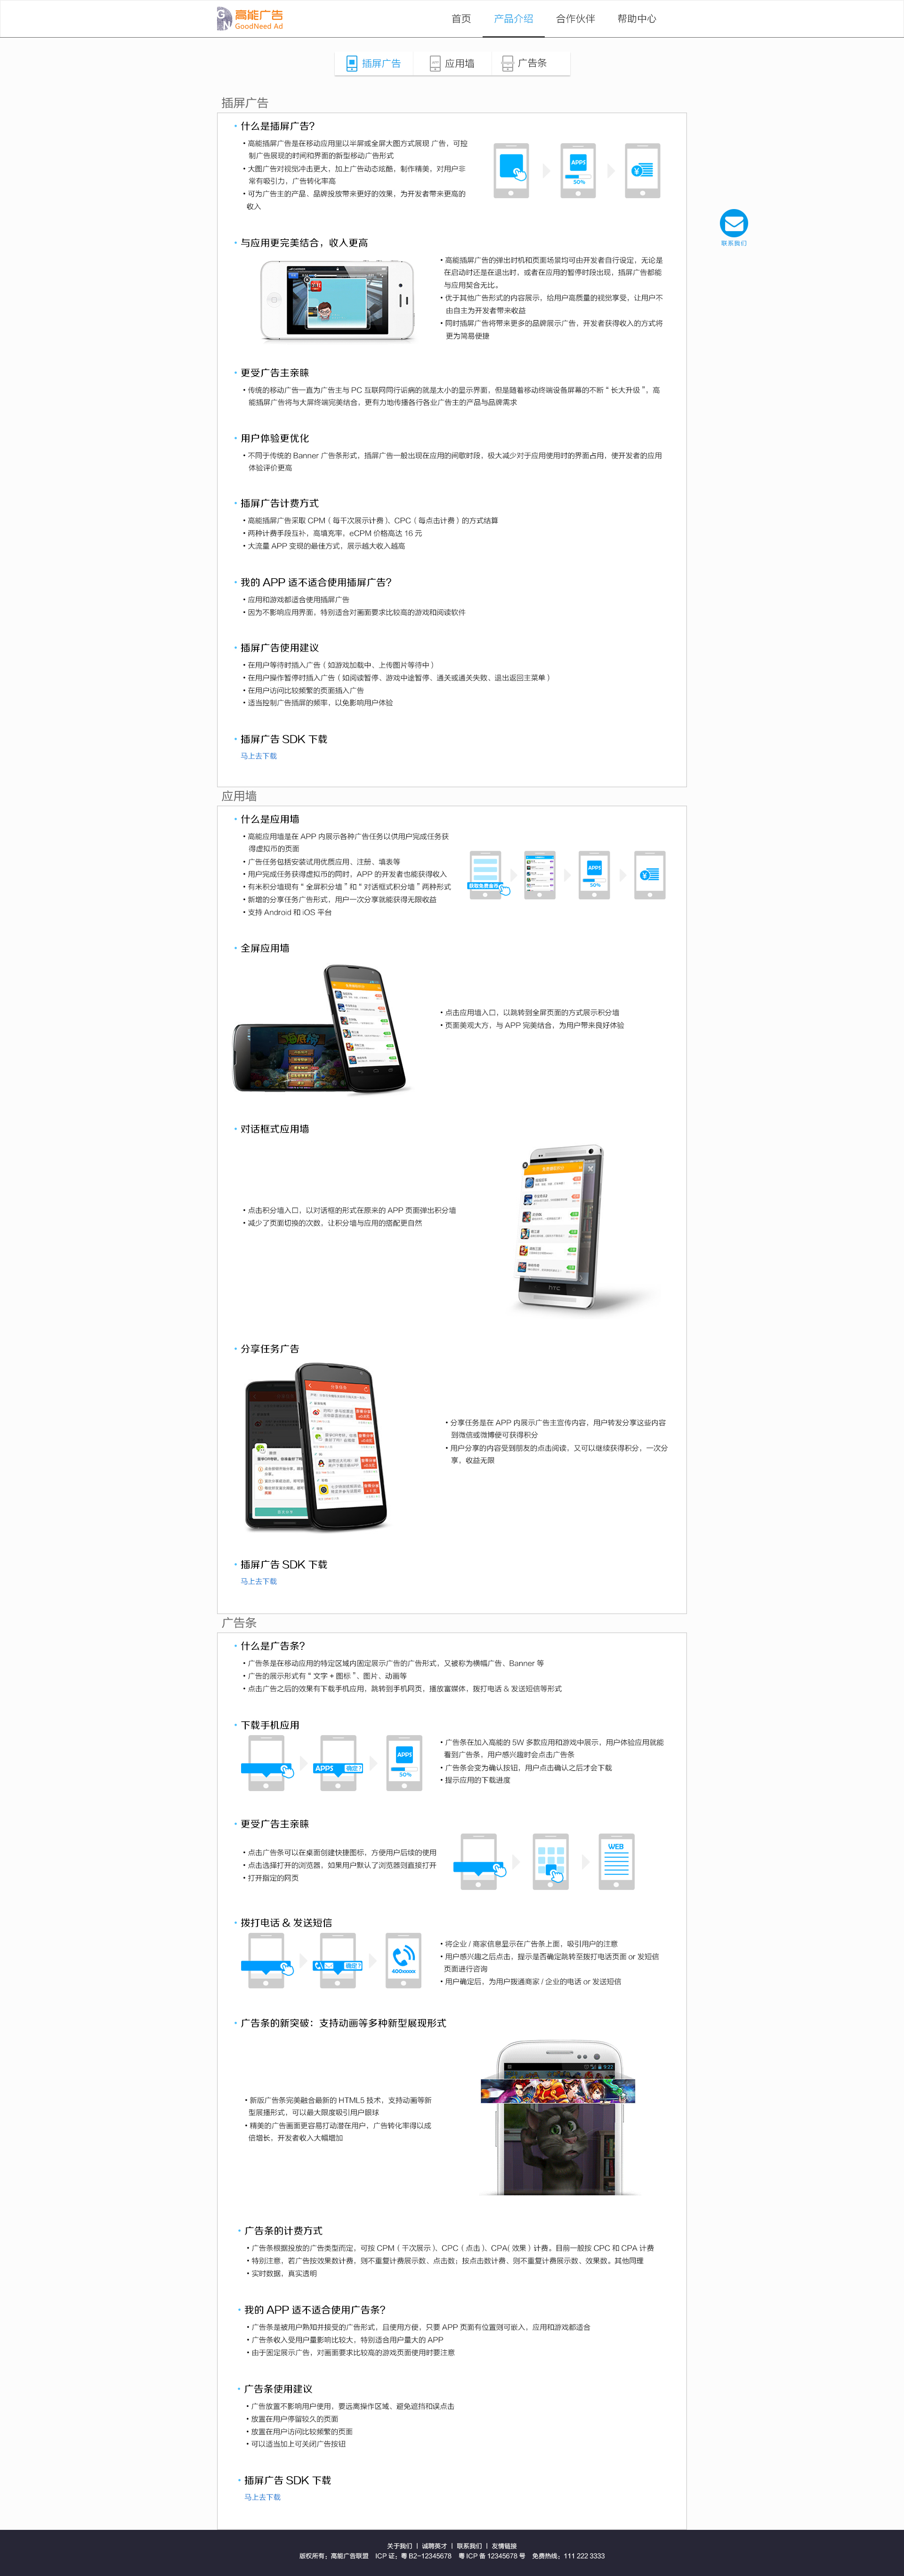 高能广告
GoodNeed Ad
首页 产品介绍 合作伙伴 帮助中心
插屏广告 应用墙 广告条
联系我们
插屏广告
• 什么是插屏广告?
• 高能插屏广告是在移动应用里以半屏或全屏大图方式展现 广告,可控
制广告展现的时间和界面的新型移动广告形式
• 大图广告对视觉冲击更大,加上广告动态炫酷,制作精美,对用户非
常有吸引力,广告转化率高
• 可为广告主的产品、品牌投放带来更好的效果,为开发者带来更高的
收入
APPS
50%
¥
• 与应用更完美结合,收入更高
• 高能插屏广告的弹出时机和页面场景均可由开发者自行设定,无论是
在启动时还是在退出时,或者在应用的暂停时段出现,插屏广告都能
与应用契合无比。
• 优于其他广告形式的内容展示,给用户高质量的视觉享受,让用户不
由自主为开发者带来收益
• 同时插屏广告将带来更多的品牌展示广告,开发者获得收入的方式将
更为简易便捷
• 更受广告主亲睐
• 传统的移动广告一直为广告主与 PC 互联网同行诟病的就是太小的显示界面,但是随着移动终端设备屏幕的不断 “ 长大升级 ”,高
能插屏广告将与大屏终端完美结合,更有力地传播各行各业广告主的产品与品牌需求
• 用户体验更优化
• 不同于传统的 Banner 广告条形式,插屏广告一般出现在应用的间歇时段,极大减少对于应用使用时的界面占用,使开发者的应用
体验评价更高
• 插屏广告计费方式
• 高能插屏广告采取 CPM ( 每千次展示计费 )、CPC ( 每点击计费 ) 的方式结算
• 两种计费手段互补,高填充率,eCPM 价格高达 16 元
• 大流量 APP 变现的最佳方式,展示越大收入越高
• 我的 APP 适不适合使用插屏广告?
• 应用和游戏都适合使用插屏广告
• 因为不影响应用界面,特别适合对画面要求比较高的游戏和阅读软件
• 插屏广告使用建议
• 在用户等待时插入广告 ( 如游戏加载中、上传图片等待中 )
• 在用户操作暂停时插入广告 ( 如阅读暂停、游戏中途暂停、通关或通关失败、退出返回主菜单 )
• 在用户访问比较频繁的页面插入广告
• 适当控制广告插屏的频率,以免影响用户体验
• 插屏广告 SDK 下载
马上去下载
应用墙
• 什么是应用墙
• 高能应用墙是在 APP 内展示各种广告任务以供用户完成任务获
得虚拟币的页面
• 广告任务包括安装试用优质应用、注册、填表等
• 用户完成任务获得虚拟币的同时,APP 的开发者也能获得收入
• 有米积分墙现有 “ 全屏积分墙 ” 和 “ 对话框式积分墙 ” 两种形式
• 新增的分享任务广告形式,用户一次分享就能获得无限收益
• 支持 Android 和 iOS 平台
获取免费金币
APPS
50%
¥
• 全屏应用墙
• 点击应用墙入口,以跳转到全屏页面的方式展示积分墙
• 页面美观大方,与 APP 完美结合,为用户带来良好体验
• 对话框式应用墙
• 点击积分墙入口,以对话框的形式在原来的 APP 页面弹出积分墙
• 减少了页面切换的次数,让积分墙与应用的搭配更自然
hTC
• 分享任务广告
• 分享任务是在 APP 内展示广告主宣传内容,用户转发分享这些内容
到微信或微博便可获得积分
• 用户分享的内容受到朋友的点击阅读,又可以继续获得积分,一次分
享,收益无限
• 插屏广告 SDK 下载
马上去下载
广告条
• 什么是广告条?
• 广告条是在移动应用的特定区域内固定展示广告的广告形式,又被称为横幅广告、Banner 等
• 广告的展示形式有 “ 文字 + 图标 ”、图片、动画等
• 点击广告之后的效果有下载手机应用,跳转到手机网页,播放富媒体,拨打电话 & 发送短信等形式
• 下载手机应用
APPS 确定?
APPS
50%
• 广告条在加入高能的 5W 多款应用和游戏中展示,用户体验应用就能
看到广告条,用户感兴趣时会点击广告条
• 广告条会变为确认按钮,用户点击确认之后才会下载
• 提示应用的下载进度
• 更受广告主亲睐
• 点击广告条可以在桌面创建快捷图标,方便用户后续的使用
• 点击选择打开的浏览器,如果用户默认了浏览器则直接打开
• 打开指定的网页
WEB
• 拨打电话 & 发送短信
确定?
400xxxxx
• 将企业 / 商家信息显示在广告条上面,吸引用户的注意
• 用户感兴趣之后点击,提示是否确定跳转至拨打电话页面 or 发短信
页面进行咨询
• 用户确定后,为用户拨通商家 / 企业的电话 or 发送短信
• 广告条的新突破:支持动画等多种新型展现形式
• 新版广告条完美融合最新的 HTML5 技术,支持动画等新
型展播形式,可以最大限度吸引用户眼球
• 精美的广告画面更容易打动潜在用户,广告转化率得以成
倍增长,开发者收入大幅增加
9:22
• 广告条的计费方式
• 广告条根据投放的广告类型而定,可按 CPM ( 千次展示 )、CPC ( 点击 )、CPA( 效果 ) 计费。目前一般按 CPC 和 CPA 计费
• 特别注意,若广告按效果数计费,则不重复计费展示数、点击数;按点击数计费、则不重复计费展示数、效果数。其他同理
• 实时数据,真实透明
• 我的 APP 适不适合使用广告条?
• 广告条是被用户熟知并接受的广告形式,且使用方便,只要 APP 页面有位置则可嵌入,应用和游戏都适合
• 广告条收入受用户量影响比较大,特别适合用户量大的 APP
• 由于固定展示广告,对画面要求比较高的游戏页面使用时要注意
• 广告条使用建议
• 广告放置不影响用户使用,要远离操作区域、避免遮挡和误点击
• 放置在用户停留较久的页面
• 放置在用户访问比较频繁的页面
• 可以适当加上可关闭广告按钮
• 插屏广告 SDK 下载
马上去下载
关于我们 | 诚聘英才 | 联系我们 | 友情链接
版权所有:高能广告联盟 ICP 证:粤 B2-12345678 粤 ICP 备 12345678 号 免费热线:111 222 3333